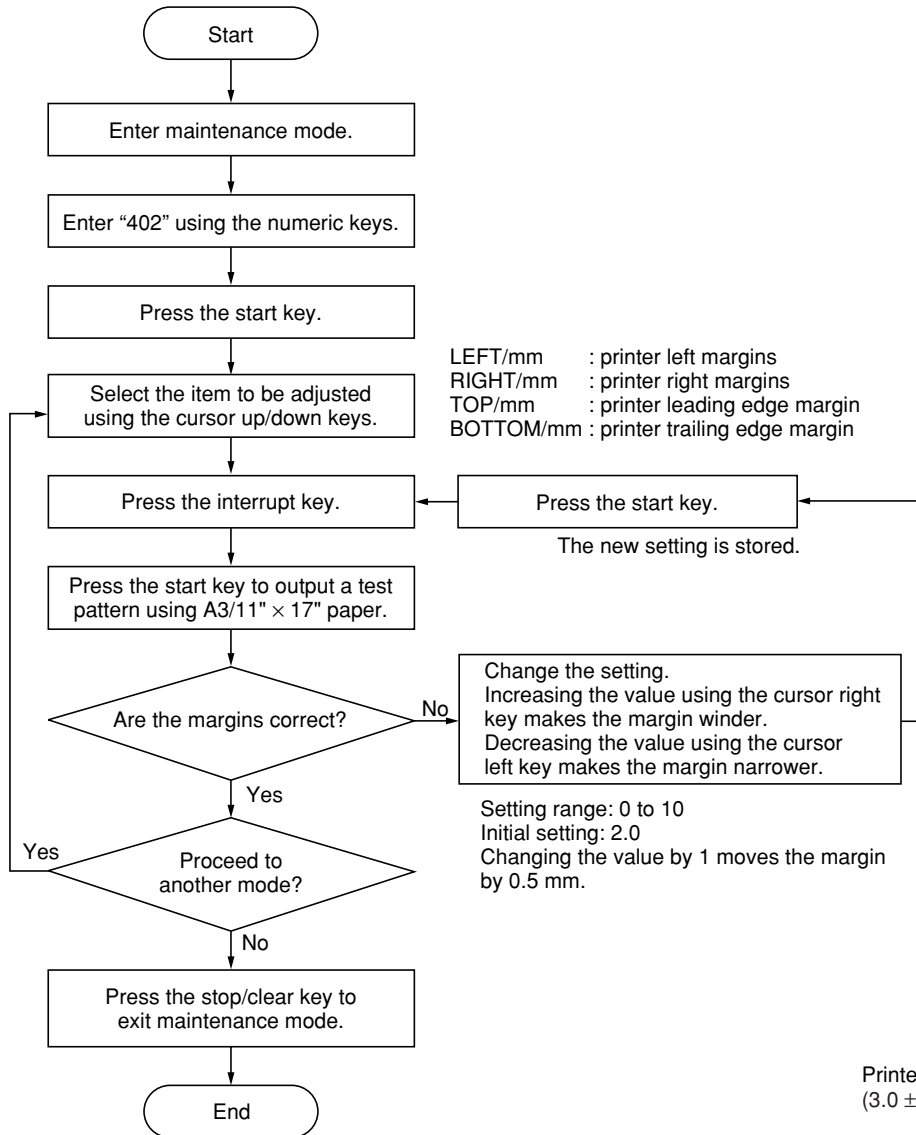 Start
Enter maintenance mode.
Enter “402” using the numeric keys.
Press the start key.
LEFT/mm : printer left margins
RIGHT/mm : printer right margins
TOP/mm : printer leading edge margin
BOTTOM/mm : printer trailing edge margin
Select the item to be adjusted
using the cursor up/down keys.
Press the interrupt key.
Press the start key.
The new setting is stored.
Press the start key to output a test
pattern using A3/11" × 17" paper.
Are the margins correct?
No
Change the setting.
Increasing the value using the cursor right
key makes the margin winder.
Decreasing the value using the cursor
left key makes the margin narrower.
Yes
Setting range: 0 to 10
Initial setting: 2.0
Changing the value by 1 moves the margin
by 0.5 mm.
Yes
Proceed to
another mode?
No
Press the stop/clear key to
exit maintenance mode.
End
Printe
(3.0 ±